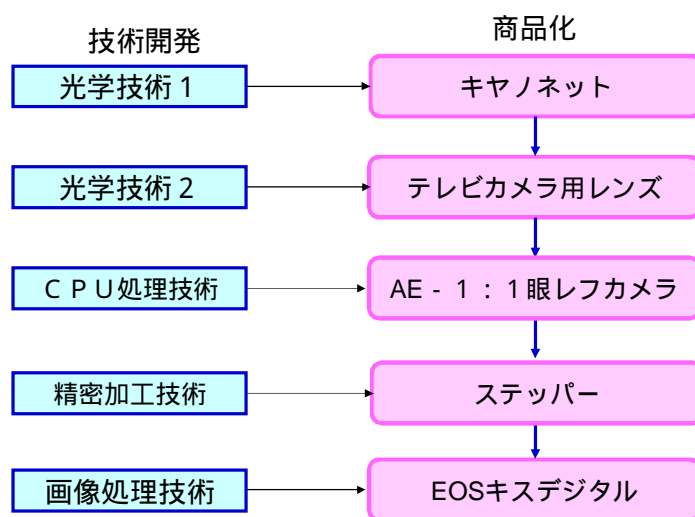 技術開発
商品化
光学技術1
キヤノネット
光学技術2
テレビカメラ用レンズ
CPU処理技術
AE-1:1眼レフカメラ
精密加工技術
ステッパー
画像処理技術
EOSキスデジタル